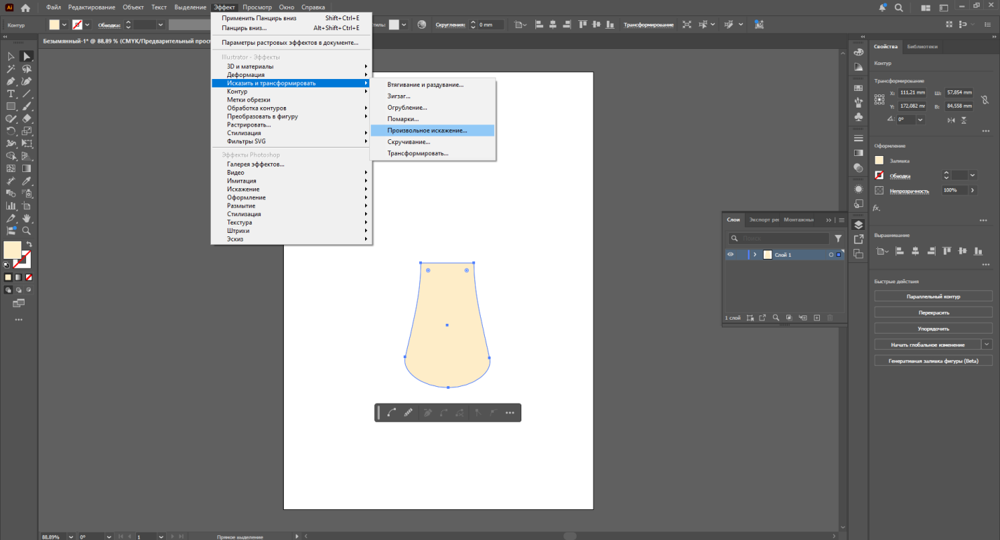 Ai
Файл Редактирование Объект Текст Выделение Эффект Просмотр Окно Справка
Контур
Обводка:
Скругления:
0 mm
Трансформирование
Безымянный-1* @ 88,89 % (CMYK/Предварительный
Применить Панцирь вниз Shift+Ctrl+E
Панцирь вниз... Alt+Shift+Ctrl+E
Параметры растровых эффектов в документе...
Illustrator - Эффекты
3D и материалы
Деформация
Исказить и трансформировать
Контур
Метки обрезки
Обработка контуров
Преобразовать в фигуру
Растрировать...
Стилизация
Фильтры SVG
Эффекты Photoshop
Галерея эффектов...
Видео
Имитация
Искажение
Оформление
Размытие
Стилизация
Текстура
Штрихи
Эскиз
Втягивание и раздувание...
Зигзаг...
Огрубление...
Помарки...
Произвольное искажение...
Скручивание...
Трансформировать...
Слои Экспорт Монтажны
Поиск
Слой 1
1 слой
Свойства Библиотеки
Контур
Трансформирование
X: 111,21 mm Ш: 57,854 mm
Y: 172,082 mr В: 84,558 mm
0°
Оформление
Заливка
Обводка
Непрозрачность 100%
fx.
Выравнивание
Быстрые действия
Параллельный контур
Перекрасить
Упорядочить
Начать глобальное изменение
Генеративная заливка фигуры (Beta)
88,89% 0° 1 Прямое выделение